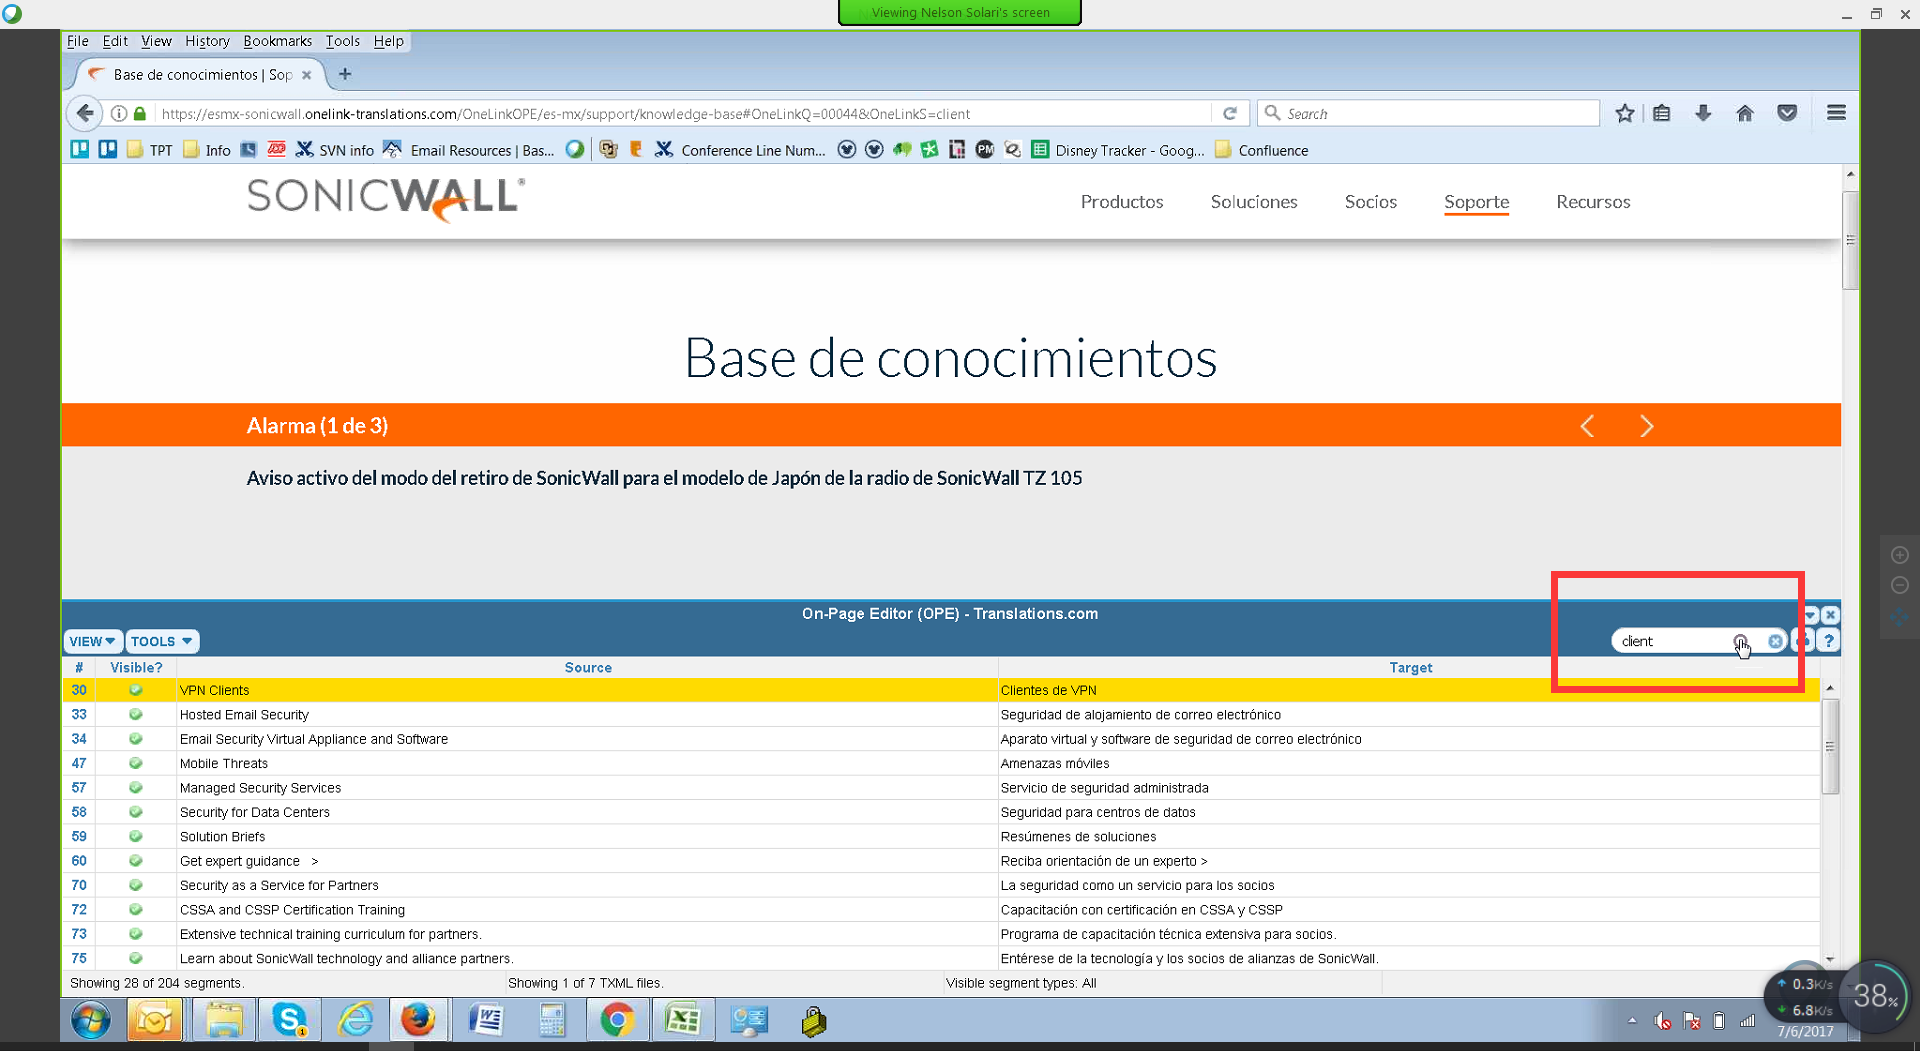 Viewing Nelson Solari's screen
File Edit View History Bookmarks Tools Help
Base de conocimientos | Sop
https://esmx-sonicwall.onelink-translations.com/OneLinkOPE/es-mx/support/knowledge-base#OneLinkQ=00044&OneLinkS=client
Search
TPT Info SVN info Email Resources | Bas... Conference Line Num... PM Disney Tracker - Goog... Confluence
SONICWALL®
Productos Soluciones Socios Soporte Recursos
Base de conocimientos
Alarma (1 de 3)
Aviso activo del modo del retiro de SonicWall para el modelo de Japón de la radio de SonicWall TZ 105
On-Page Editor (OPE) - Translations.com
VIEW TOOLS client ?
# Visible? Source Target
30 VPN Clients Clientes de VPN
33 Hosted Email Security Seguridad de alojamiento de correo electrónico
34 Email Security Virtual Appliance and Software Aparato virtual y software de seguridad de correo electrónico
47 Mobile Threats Amenazas móviles
57 Managed Security Services Servicio de seguridad administrada
58 Security for Data Centers Seguridad para centros de datos
59 Solution Briefs Resúmenes de soluciones
60 Get expert guidance > Reciba orientación de un experto >
70 Security as a Service for Partners La seguridad como un servicio para los socios
72 CSSA and CSSP Certification Training Capacitación con certificación en CSSA y CSSP
73 Extensive technical training curriculum for partners. Programa de capacitación técnica extensiva para socios.
75 Learn about SonicWall technology and alliance partners. Entérese de la tecnología y los socios de alianzas de SonicWall.
Showing 28 of 204 segments. Showing 1 of 7 TXML files. Visible segment types: All
0.3K/s
6.8K/s
38%
7/6/2017